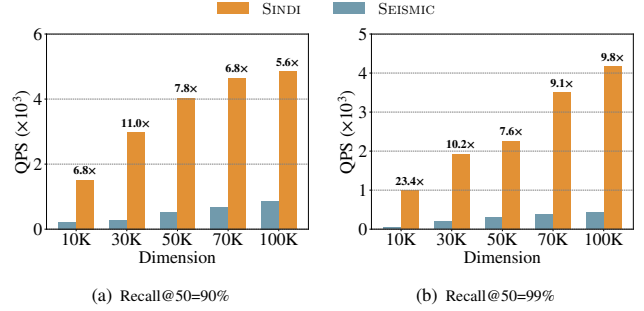 SINDI SEISMIC
QPS (×10³)
6
4
2
0
6.8×
11.0×
7.8×
6.8×
5.6×
10K 30K 50K 70K 100K
Dimension
(a) Recall@50=90%
QPS (×10³)
5
4
3
2
1
0
23.4×
10.2×
7.6×
9.1×
9.8×
10K 30K 50K 70K 100K
Dimension
(b) Recall@50=99%